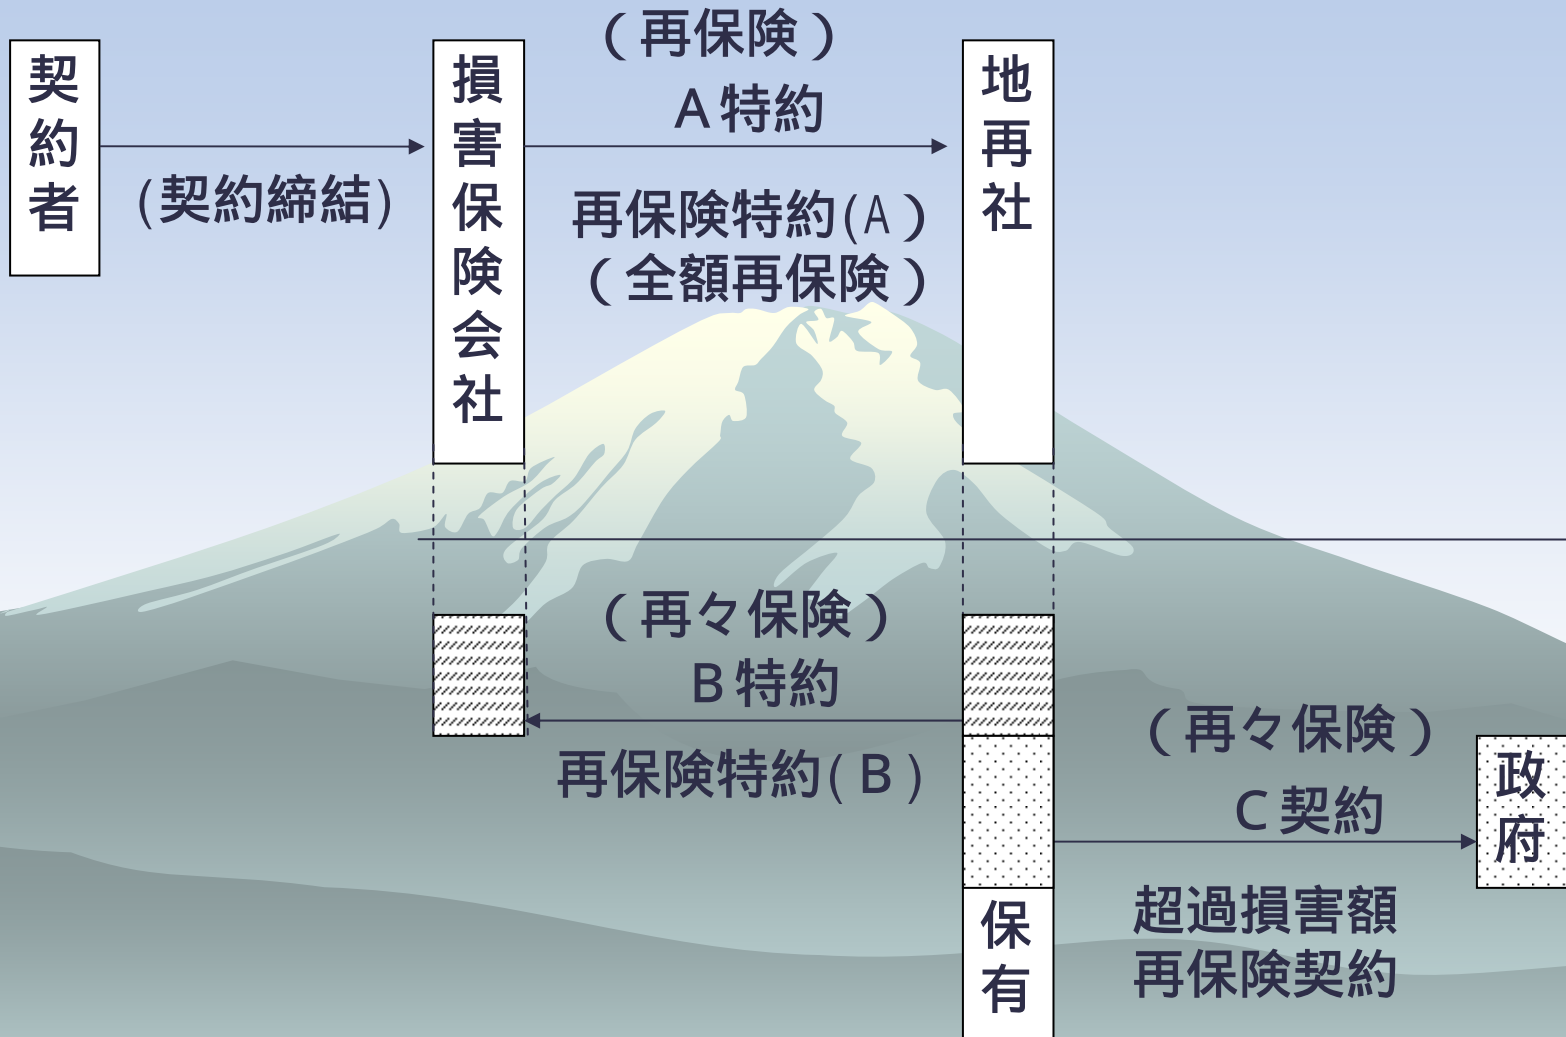 契約者
(契約締結)
損害保険会社
（再保険）
Ａ特約
再保険特約(A）
（全額再保険）
地再社
（再々保険）
Ｂ特約
再保険特約(Ｂ)
（再々保険）
Ｃ契約
超過損害額
再保険契約
政府
保有